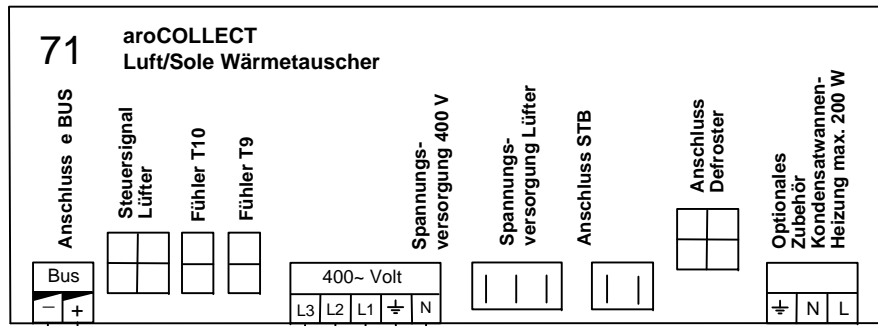 71
aroCOLLECT
Luft/Sole Wärmetauscher
Anschluss e BUS
Steuersignal
Lüfter
Fühler T10
Fühler T9
Spannungs-
versorgung 400 V
Spannungs-
versorgung Lüfter
Anschluss STB
Anschluss
Defroster
Optionales
Zubehör
Kondensatwannen-
Heizung max. 200 W
Bus
− +
400~ Volt
L3 L2 L1 ⏚ N
⏚ N L